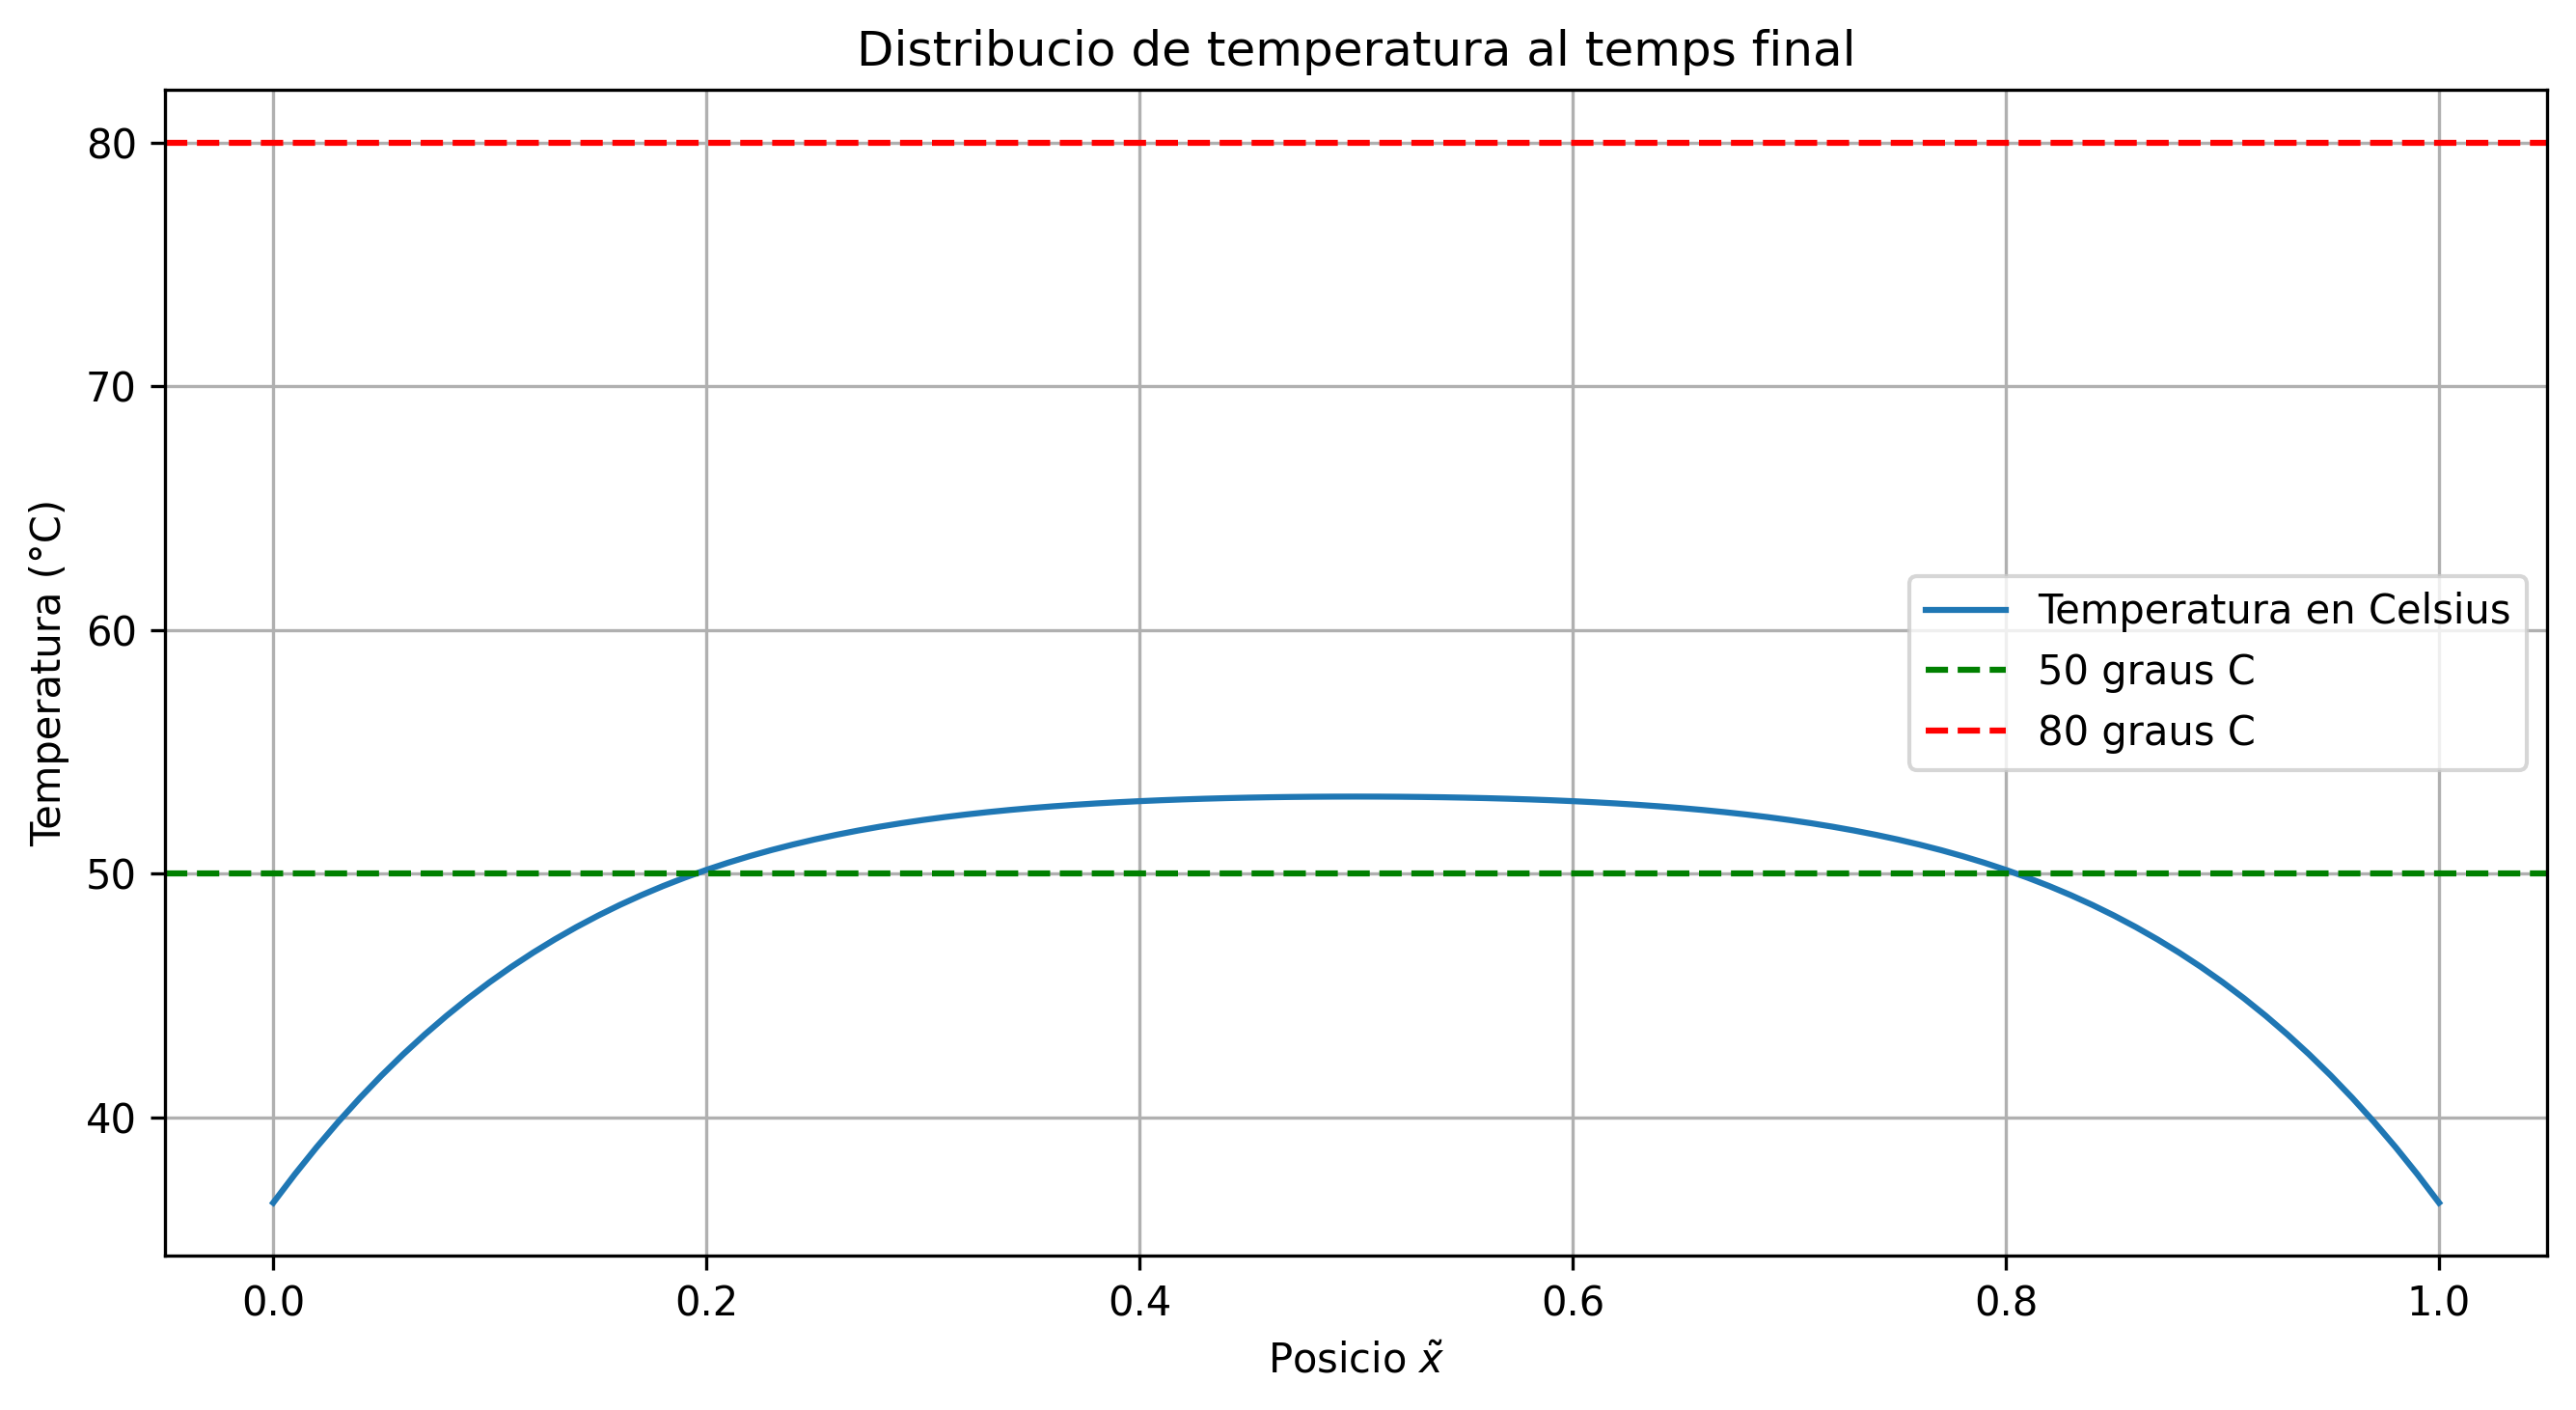 Distribucio de temperatura al temps final
Temperatura (°C)
80
70
60
50
40
Temperatura en Celsius
50 graus C
80 graus C
0.0 0.2 0.4 0.6 0.8 1.0
Posicio x̃